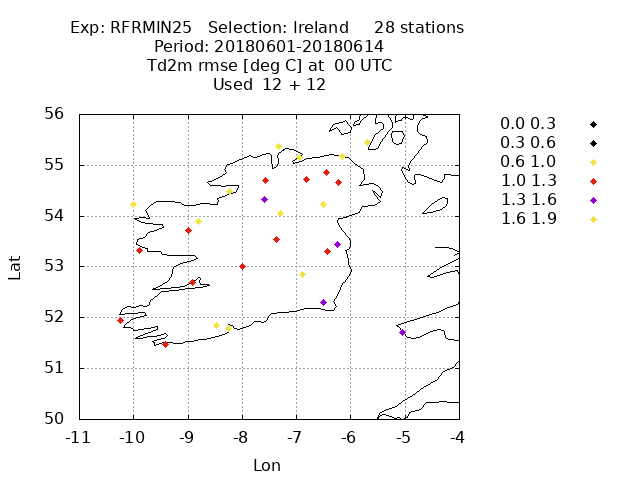 Exp: RFRMIN25 Selection: Ireland 28 stations
Period: 20180601-20180614
Td2m rmse [deg C] at 00 UTC
Used 12 + 12
56
55
54
53
52
51
50
Lat
-11 -10 -9 -8 -7 -6 -5 -4
Lon
0.0 0.3
0.3 0.6
0.6 1.0
1.0 1.3
1.3 1.6
1.6 1.9